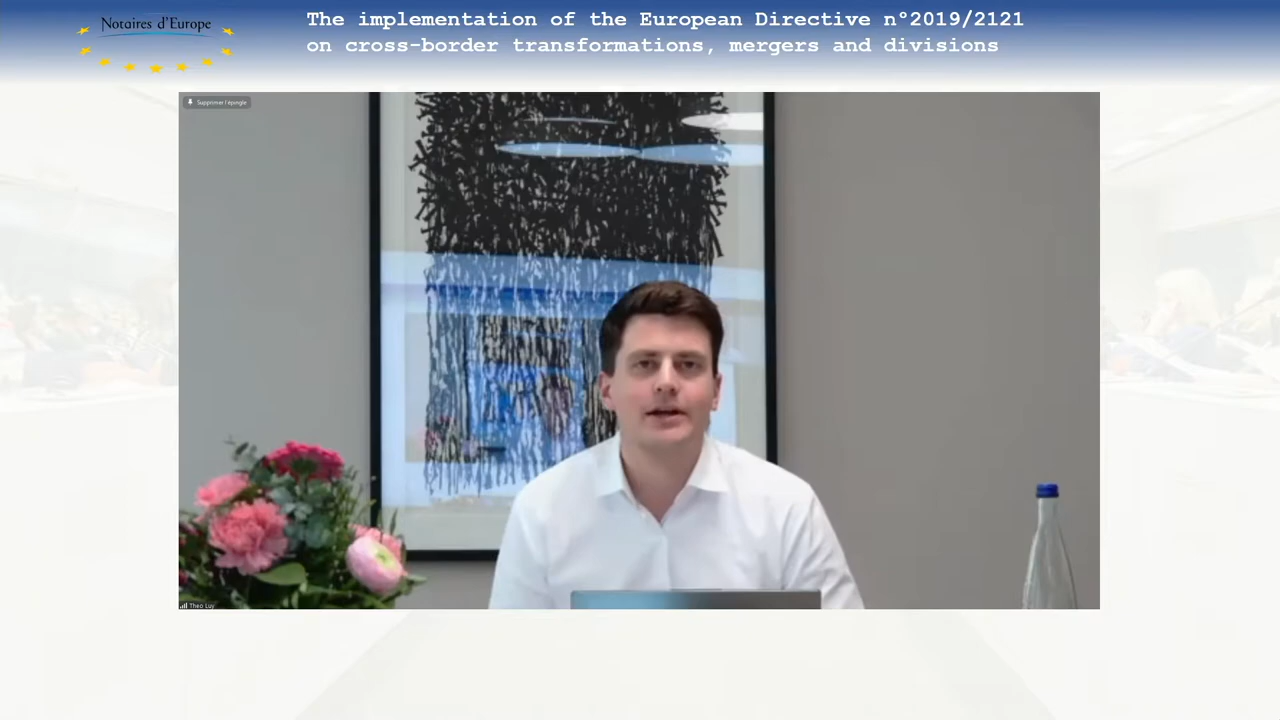 Notaires d'Europe
The implementation of the European Directive n°2019/2121
on cross-border transformations, mergers and divisions
Supprimer l'épingle
Theo Luy